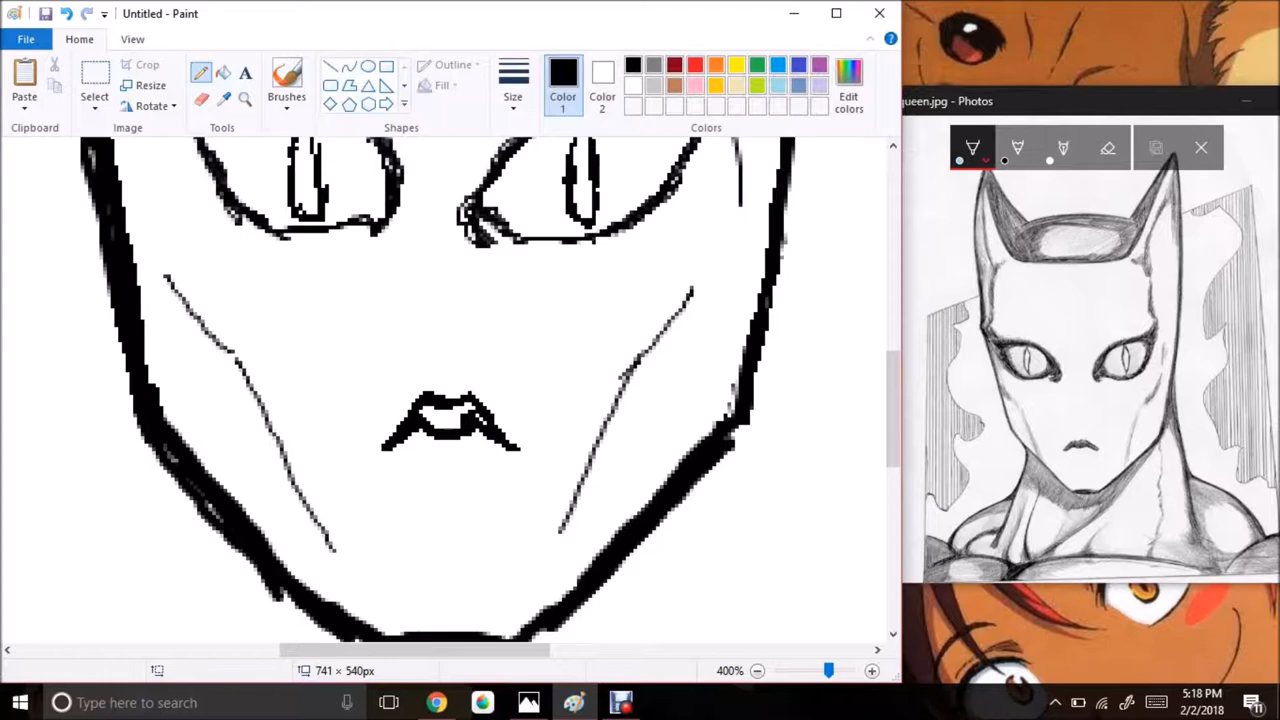 Untitled - Paint
File Home View
Paste
Clipboard
Select
Crop
Resize
Rotate
Image
A
Tools
Brushes
Shapes
Outline
Fill
Size
Color 1
Color 2
Edit colors
Colors
queen.jpg - Photos
741 × 540px
400%
Type here to search
5:18 PM
2/2/2018
11